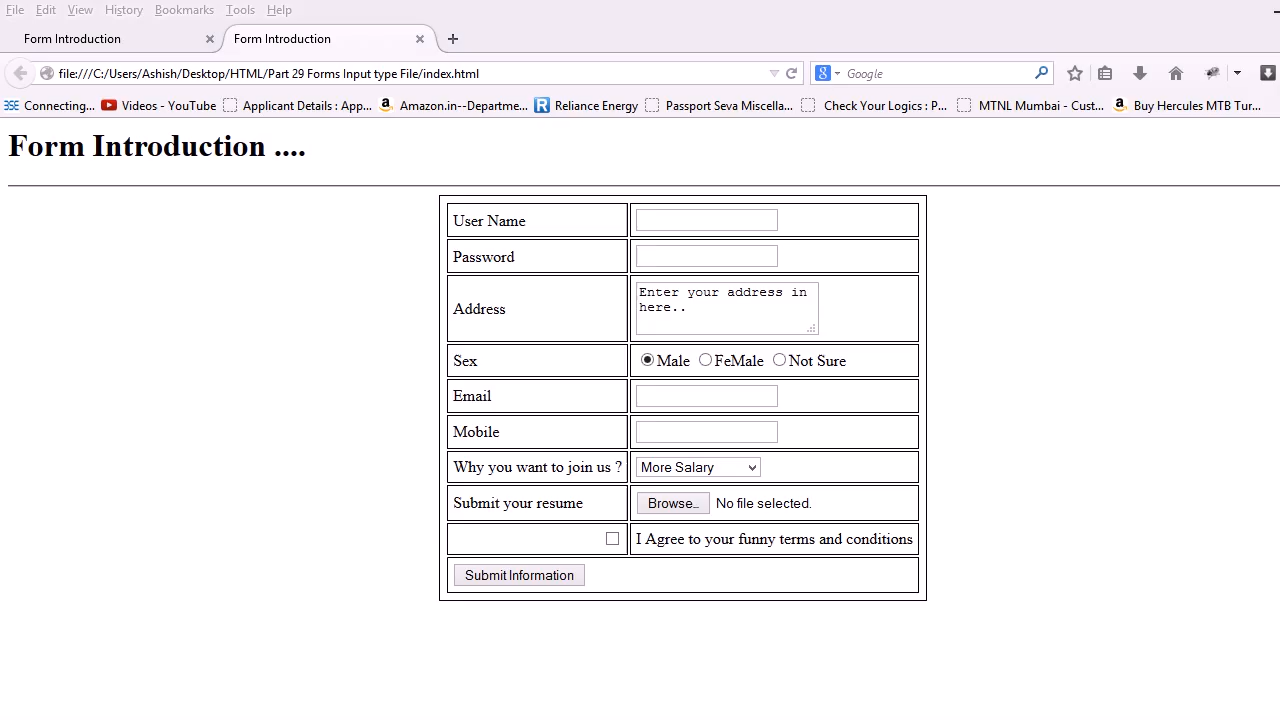 File Edit View History Bookmarks Tools Help
Form Introduction Form Introduction
file:///C:/Users/Ashish/Desktop/HTML/Part 29 Forms Input type File/index.html Google
Connecting... Videos - YouTube Applicant Details : App... Amazon.in--Departme... Reliance Energy Passport Seva Miscella... Check Your Logics : P... MTNL Mumbai - Cust... Buy Hercules MTB Tur...
Form Introduction ....
User Name
Password
Address Enter your address in
here..
Sex Male FeMale Not Sure
Email
Mobile
Why you want to join us ? More Salary
Submit your resume Browse.. No file selected.
I Agree to your funny terms and conditions
Submit Information